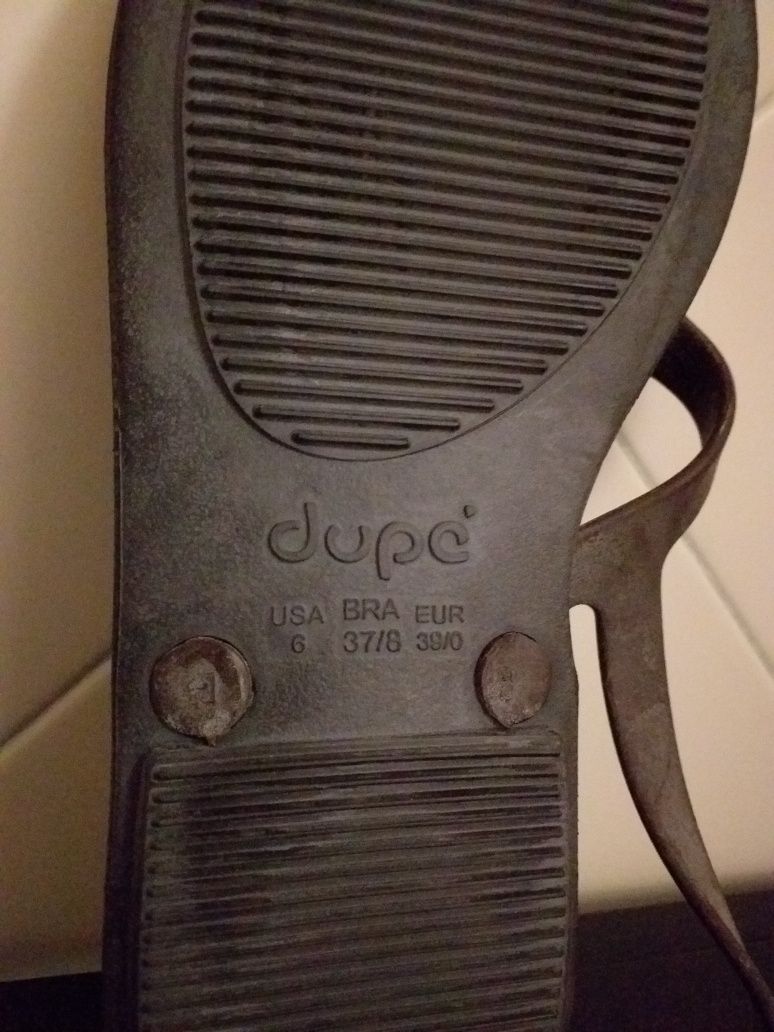 dupé
USA BRA EUR
6 37/8 39/0